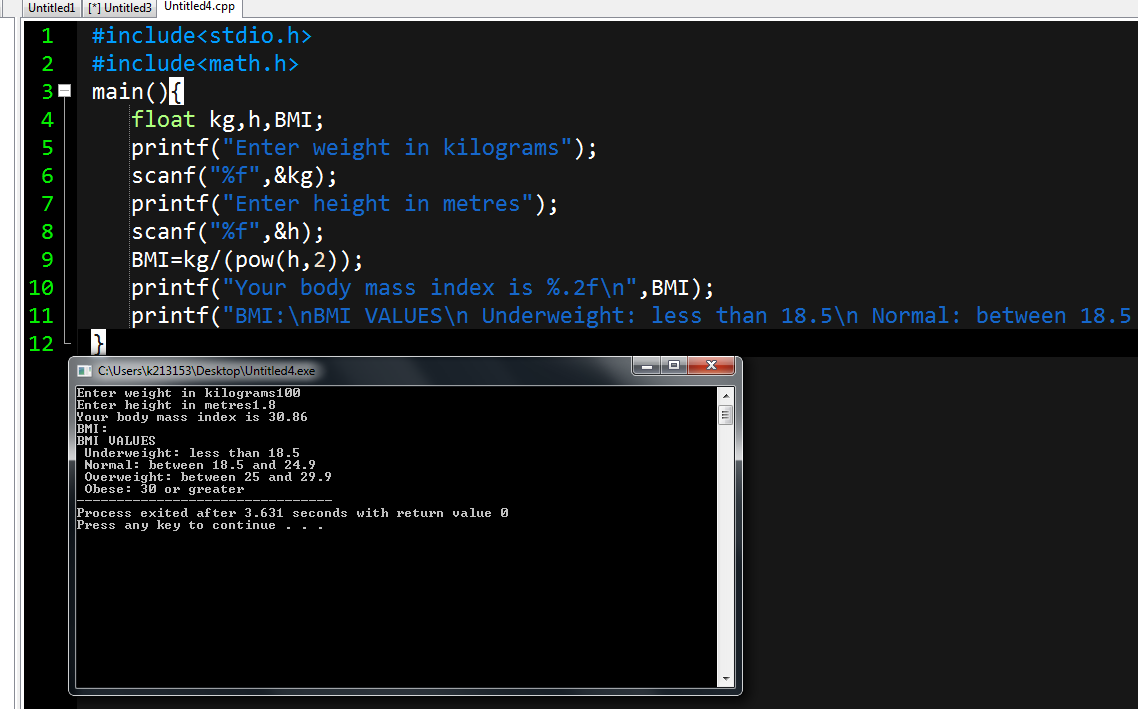 Untitled1 [*] Untitled3 Untitled4.cpp
1 #include<stdio.h>
2 #include<math.h>
3 main(){
4 float kg,h,BMI;
5 printf("Enter weight in kilograms");
6 scanf("%f",&kg);
7 printf("Enter height in metres");
8 scanf("%f",&h);
9 BMI=kg/(pow(h,2));
10 printf("Your body mass index is %.2f\n",BMI);
11 printf("BMI:\nBMI VALUES\n Underweight: less than 18.5\n Normal: between 18.5
12 }
C:\Users\k213153\Desktop\Untitled4.exe
Enter weight in kilograms100
Enter height in metres1.8
Your body mass index is 30.86
BMI:
BMI VALUES
Underweight: less than 18.5
Normal: between 18.5 and 24.9
Overweight: between 25 and 29.9
Obese: 30 or greater
--------------------------------
Process exited after 3.631 seconds with return value 0
Press any key to continue . . .